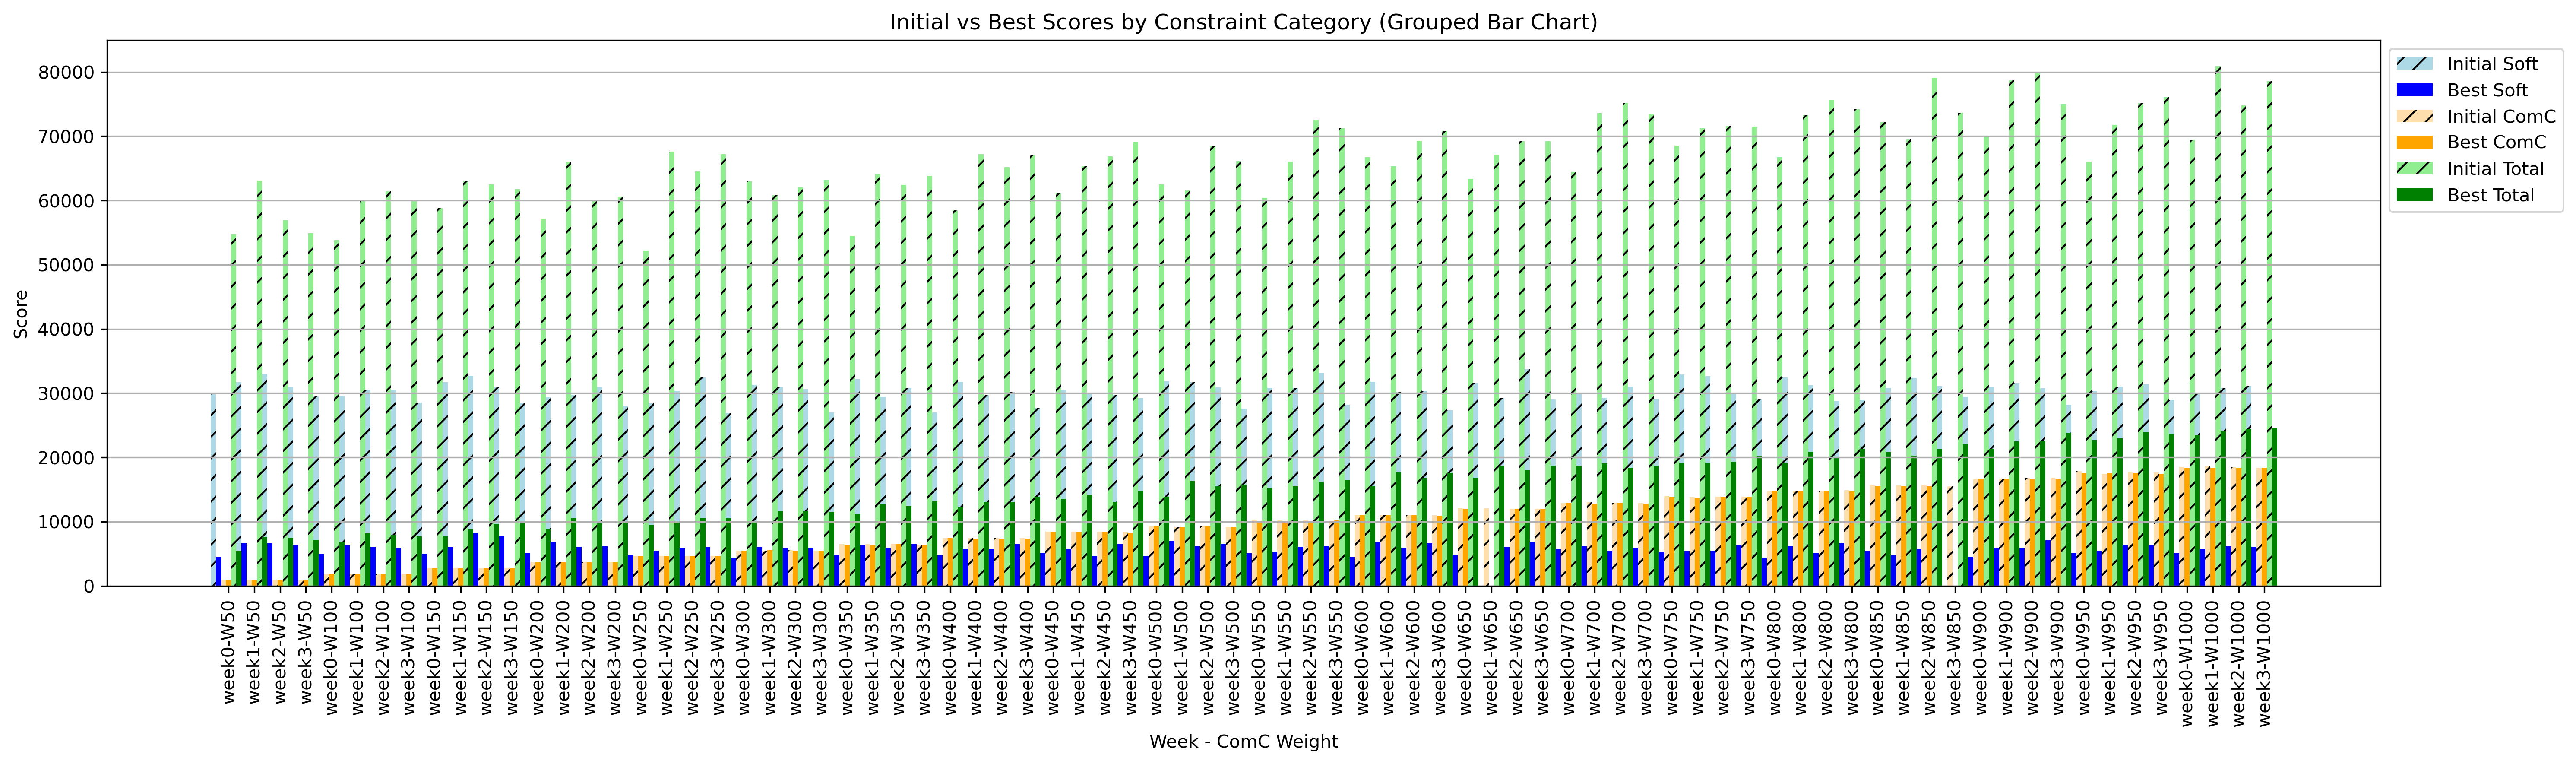 Initial vs Best Scores by Constraint Category (Grouped Bar Chart)
Score
80000
70000
60000
50000
40000
30000
20000
10000
0
Initial Soft
Best Soft
Initial ComC
Best ComC
Initial Total
Best Total
week0-W50
week1-W50
week2-W50
week3-W50
week0-W100
week1-W100
week2-W100
week3-W100
week0-W150
week1-W150
week2-W150
week3-W150
week0-W200
week1-W200
week2-W200
week3-W200
week0-W250
week1-W250
week2-W250
week3-W250
week0-W300
week1-W300
week2-W300
week3-W300
week0-W350
week1-W350
week2-W350
week3-W350
week0-W400
week1-W400
week2-W400
week3-W400
week0-W450
week1-W450
week2-W450
week3-W450
week0-W500
week1-W500
week2-W500
week3-W500
week0-W550
week1-W550
week2-W550
week3-W550
week0-W600
week1-W600
week2-W600
week3-W600
week0-W650
week1-W650
week2-W650
week3-W650
week0-W700
week1-W700
week2-W700
week3-W700
week0-W750
week1-W750
week2-W750
week3-W750
week0-W800
week1-W800
week2-W800
week3-W800
week0-W850
week1-W850
week2-W850
week3-W850
week0-W900
week1-W900
week2-W900
week3-W900
week0-W950
week1-W950
week2-W950
week3-W950
week0-W1000
week1-W1000
week2-W1000
week3-W1000
Week - ComC Weight